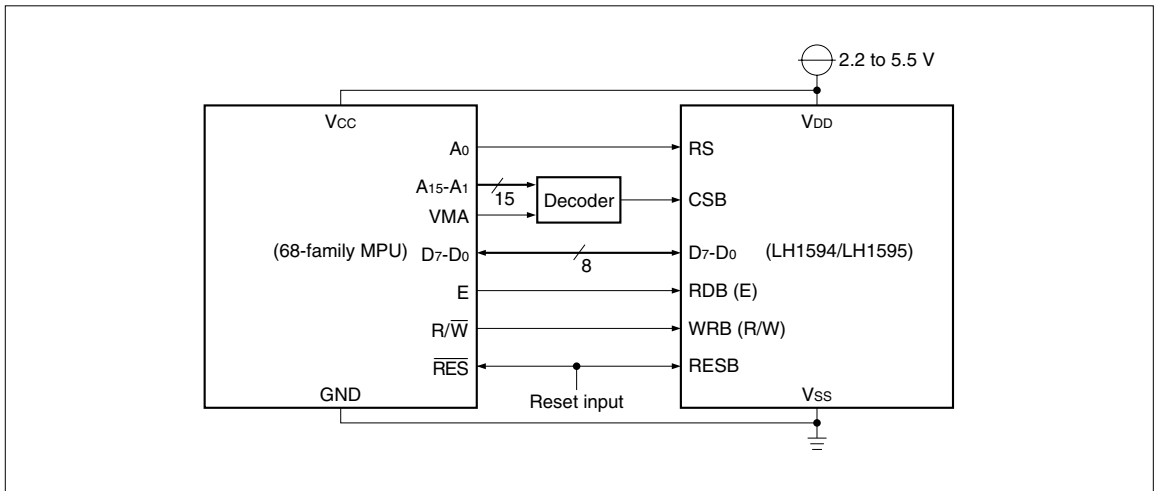 2.2 to 5.5 V
VCC
VDD
A0
RS
A15-A1
15
Decoder
CSB
VMA
(68-family MPU)
D7-D0
8
D7-D0
(LH1594/LH1595)
E
RDB (E)
R/W̅
WRB (R/W)
R̅E̅S̅
RESB
Reset input
GND
VSS